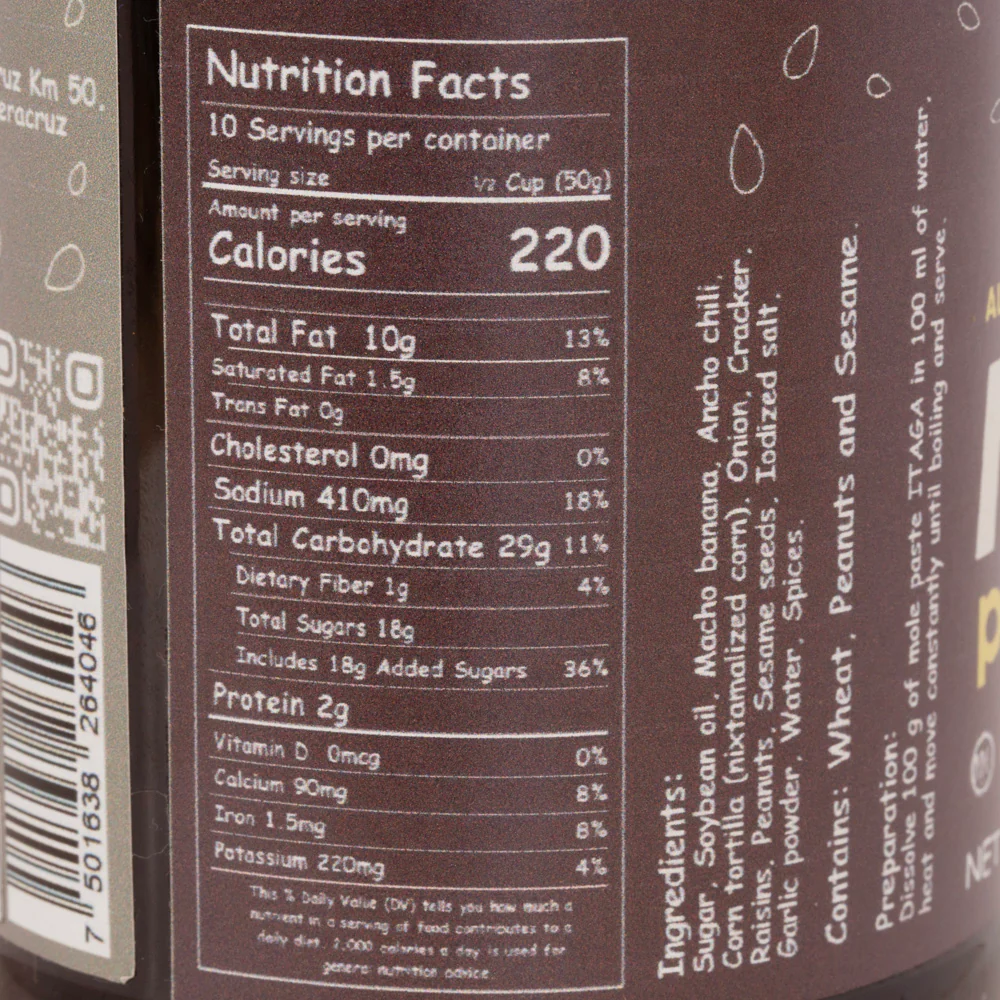 Km 50.
Nutrition Facts
10 Servings per container
Serving size ½ Cup (50g)
Amount per serving
Calories 220
Total Fat 10g 13%
Saturated Fat 1.5g 8%
Trans Fat 0g
Cholesterol 0mg 0%
Sodium 410mg 18%
Total Carbohydrate 29g 11%
Dietary Fiber 1g 4%
Total Sugars 18g
Includes 18g Added Sugars 36%
Protein 2g
Vitamin D 0mcg 0%
Calcium 90mg 8%
Iron 1.5mg 8%
Potassium 220mg 4%
This % Daily Value (DV) tells you how much a
nutrient in a serving of food contributes to a
daily diet. 2,000 calories a day is used for
general nutrition advice.
Ingredients:
Sugar, Soybean oil, Macho banana, Ancho chili,
Corn tortilla (nixtamalized corn), Onion, Cracker,
Raisins, Peanuts, Sesame seeds, Iodized salt,
Garlic powder, Water, Spices.
Contains: Wheat, Peanuts and Sesame.
Preparation:
Dissolve 100 g of mole paste ITAGA in 100 ml of water,
heat and move constantly until boiling and serve.
7 501638 264046
NET